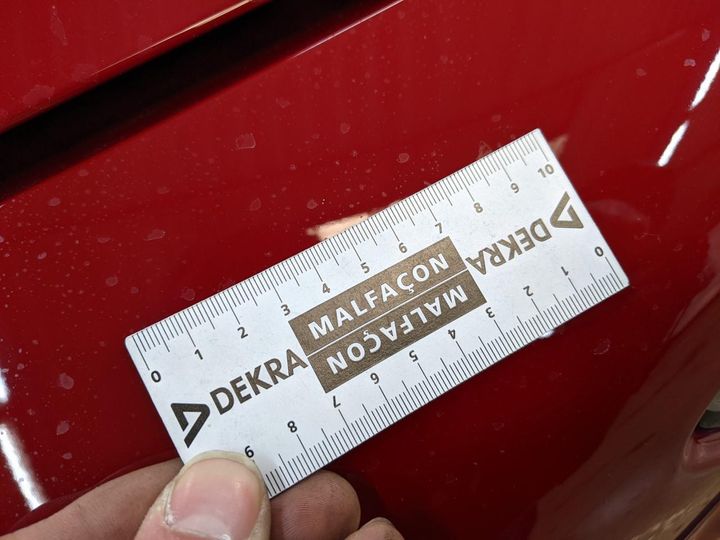 0 1 2 3 4 5 6 7 8 9 10
DEKRA
MALFAÇON
DEKRA
MALFAÇON
0 1 2 3 4 5 6 7 8 9